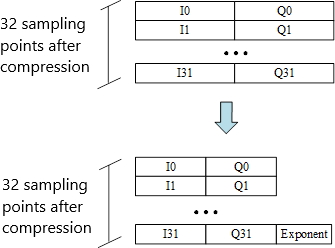 32 sampling
points after
compression
I0 Q0
I1 Q1
•••
I31 Q31
32 sampling
points after
compression
I0 Q0
I1 Q1
•••
I31 Q31 Exponent